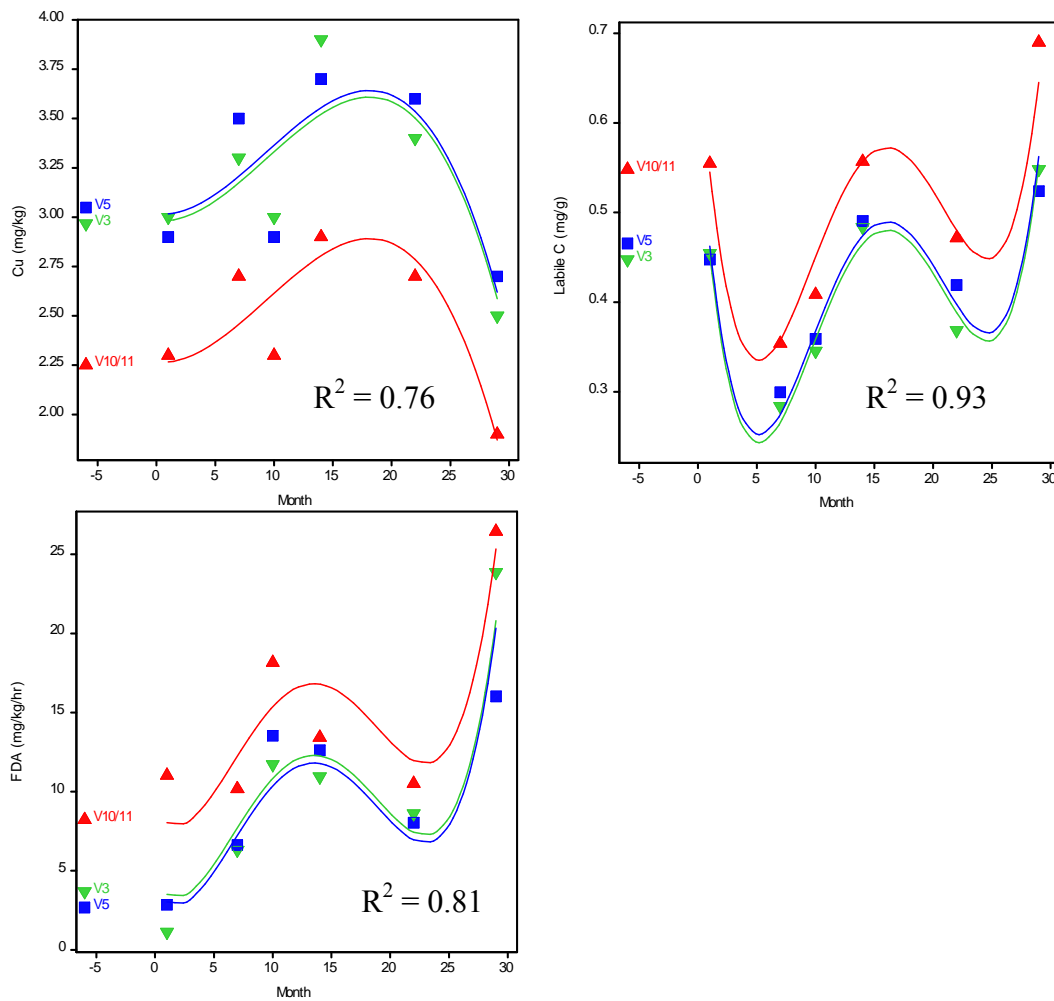 4.00
3.75
3.50
3.25
3.00
2.75
2.50
2.25
2.00
Cu (mg/kg)
V5
V3
V10/11
R² = 0.76
-5 0 5 10 15 20 25 30
Month
0.7
0.6
0.5
0.4
0.3
Labile C (mg/g)
V10/11
V5
V3
R² = 0.93
-5 0 5 10 15 20 25 30
Month
25
20
15
10
5
0
FDA (mg/kg/hr)
V10/11
V3
V5
R² = 0.81
-5 0 5 10 15 20 25 30
Month